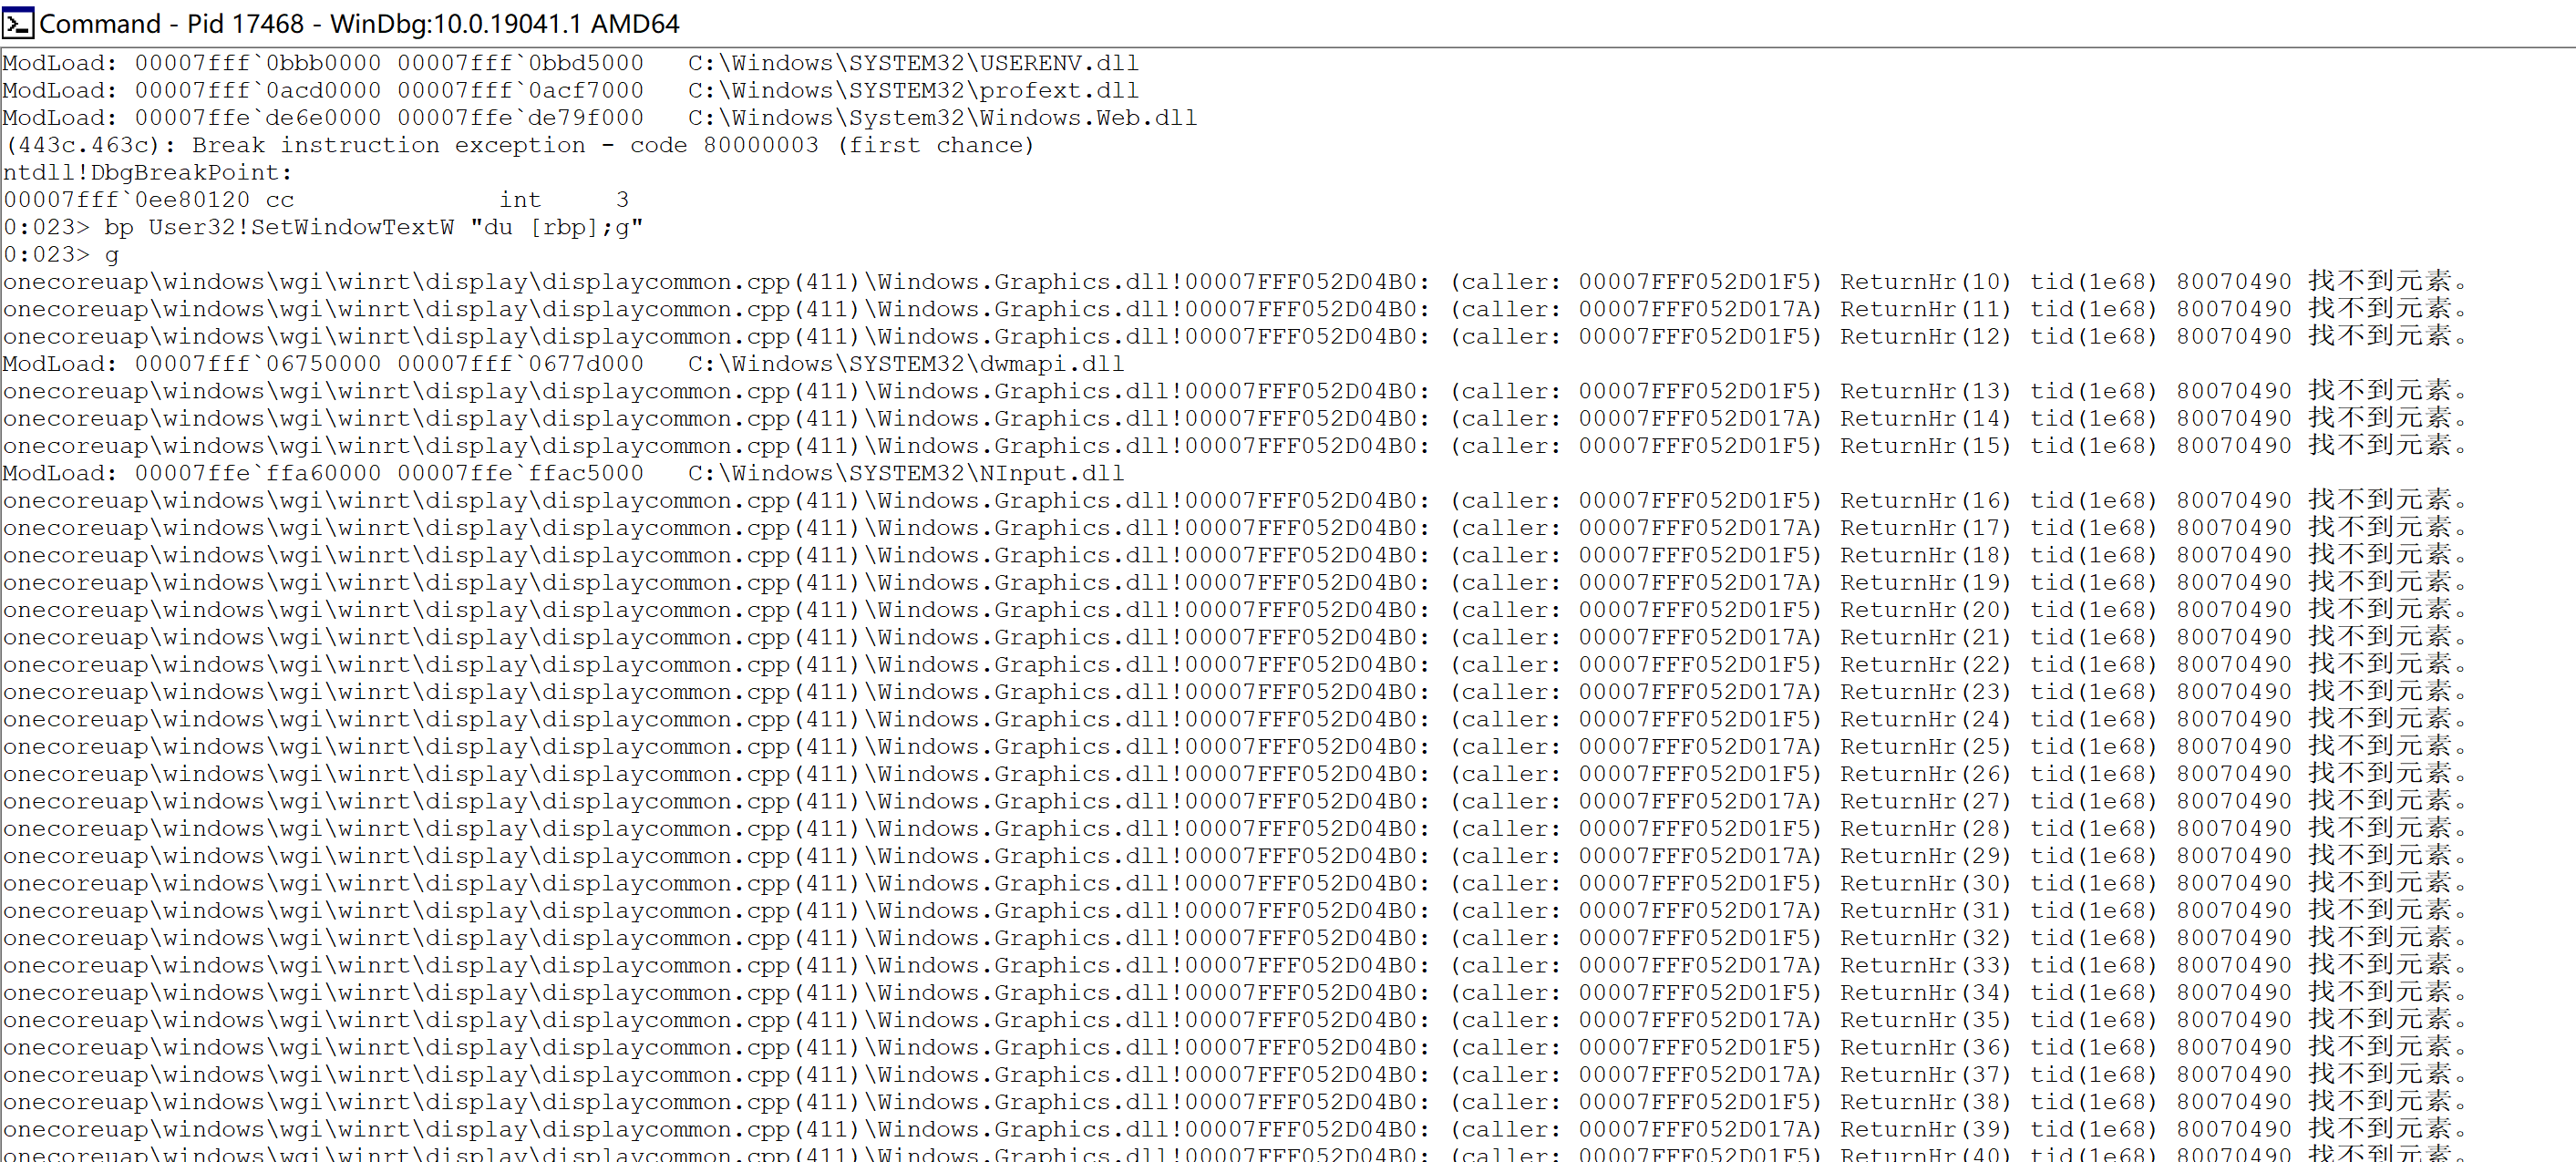 Command - Pid 17468 - WinDbg:10.0.19041.1 AMD64
ModLoad: 00007fff`0bbb0000 00007fff`0bbd5000   C:\Windows\SYSTEM32\USERENV.dll
ModLoad: 00007fff`0acd0000 00007fff`0acf7000   C:\Windows\SYSTEM32\profext.dll
ModLoad: 00007ffe`de6e0000 00007ffe`de79f000   C:\Windows\System32\Windows.Web.dll
(443c.463c): Break instruction exception - code 80000003 (first chance)
ntdll!DbgBreakPoint:
00007fff`0ee80120 cc              int     3
0:023> bp User32!SetWindowTextW "du [rbp];g"
0:023> g
onecoreuap\windows\wgi\winrt\display\displaycommon.cpp(411)\Windows.Graphics.dll!00007FFF052D04B0: (caller: 00007FFF052D01F5) ReturnHr(10) tid(1e68) 80070490 找不到元素。
onecoreuap\windows\wgi\winrt\display\displaycommon.cpp(411)\Windows.Graphics.dll!00007FFF052D04B0: (caller: 00007FFF052D017A) ReturnHr(11) tid(1e68) 80070490 找不到元素。
onecoreuap\windows\wgi\winrt\display\displaycommon.cpp(411)\Windows.Graphics.dll!00007FFF052D04B0: (caller: 00007FFF052D01F5) ReturnHr(12) tid(1e68) 80070490 找不到元素。
ModLoad: 00007fff`06750000 00007fff`0677d000   C:\Windows\SYSTEM32\dwmapi.dll
onecoreuap\windows\wgi\winrt\display\displaycommon.cpp(411)\Windows.Graphics.dll!00007FFF052D04B0: (caller: 00007FFF052D01F5) ReturnHr(13) tid(1e68) 80070490 找不到元素。
onecoreuap\windows\wgi\winrt\display\displaycommon.cpp(411)\Windows.Graphics.dll!00007FFF052D04B0: (caller: 00007FFF052D017A) ReturnHr(14) tid(1e68) 80070490 找不到元素。
onecoreuap\windows\wgi\winrt\display\displaycommon.cpp(411)\Windows.Graphics.dll!00007FFF052D04B0: (caller: 00007FFF052D01F5) ReturnHr(15) tid(1e68) 80070490 找不到元素。
ModLoad: 00007ffe`ffa60000 00007ffe`ffac5000   C:\Windows\SYSTEM32\NInput.dll
onecoreuap\windows\wgi\winrt\display\displaycommon.cpp(411)\Windows.Graphics.dll!00007FFF052D04B0: (caller: 00007FFF052D01F5) ReturnHr(16) tid(1e68) 80070490 找不到元素。
onecoreuap\windows\wgi\winrt\display\displaycommon.cpp(411)\Windows.Graphics.dll!00007FFF052D04B0: (caller: 00007FFF052D017A) ReturnHr(17) tid(1e68) 80070490 找不到元素。
onecoreuap\windows\wgi\winrt\display\displaycommon.cpp(411)\Windows.Graphics.dll!00007FFF052D04B0: (caller: 00007FFF052D01F5) ReturnHr(18) tid(1e68) 80070490 找不到元素。
onecoreuap\windows\wgi\winrt\display\displaycommon.cpp(411)\Windows.Graphics.dll!00007FFF052D04B0: (caller: 00007FFF052D017A) ReturnHr(19) tid(1e68) 80070490 找不到元素。
onecoreuap\windows\wgi\winrt\display\displaycommon.cpp(411)\Windows.Graphics.dll!00007FFF052D04B0: (caller: 00007FFF052D01F5) ReturnHr(20) tid(1e68) 80070490 找不到元素。
onecoreuap\windows\wgi\winrt\display\displaycommon.cpp(411)\Windows.Graphics.dll!00007FFF052D04B0: (caller: 00007FFF052D017A) ReturnHr(21) tid(1e68) 80070490 找不到元素。
onecoreuap\windows\wgi\winrt\display\displaycommon.cpp(411)\Windows.Graphics.dll!00007FFF052D04B0: (caller: 00007FFF052D01F5) ReturnHr(22) tid(1e68) 80070490 找不到元素。
onecoreuap\windows\wgi\winrt\display\displaycommon.cpp(411)\Windows.Graphics.dll!00007FFF052D04B0: (caller: 00007FFF052D017A) ReturnHr(23) tid(1e68) 80070490 找不到元素。
onecoreuap\windows\wgi\winrt\display\displaycommon.cpp(411)\Windows.Graphics.dll!00007FFF052D04B0: (caller: 00007FFF052D01F5) ReturnHr(24) tid(1e68) 80070490 找不到元素。
onecoreuap\windows\wgi\winrt\display\displaycommon.cpp(411)\Windows.Graphics.dll!00007FFF052D04B0: (caller: 00007FFF052D017A) ReturnHr(25) tid(1e68) 80070490 找不到元素。
onecoreuap\windows\wgi\winrt\display\displaycommon.cpp(411)\Windows.Graphics.dll!00007FFF052D04B0: (caller: 00007FFF052D01F5) ReturnHr(26) tid(1e68) 80070490 找不到元素。
onecoreuap\windows\wgi\winrt\display\displaycommon.cpp(411)\Windows.Graphics.dll!00007FFF052D04B0: (caller: 00007FFF052D017A) ReturnHr(27) tid(1e68) 80070490 找不到元素。
onecoreuap\windows\wgi\winrt\display\displaycommon.cpp(411)\Windows.Graphics.dll!00007FFF052D04B0: (caller: 00007FFF052D01F5) ReturnHr(28) tid(1e68) 80070490 找不到元素。
onecoreuap\windows\wgi\winrt\display\displaycommon.cpp(411)\Windows.Graphics.dll!00007FFF052D04B0: (caller: 00007FFF052D017A) ReturnHr(29) tid(1e68) 80070490 找不到元素。
onecoreuap\windows\wgi\winrt\display\displaycommon.cpp(411)\Windows.Graphics.dll!00007FFF052D04B0: (caller: 00007FFF052D01F5) ReturnHr(30) tid(1e68) 80070490 找不到元素。
onecoreuap\windows\wgi\winrt\display\displaycommon.cpp(411)\Windows.Graphics.dll!00007FFF052D04B0: (caller: 00007FFF052D017A) ReturnHr(31) tid(1e68) 80070490 找不到元素。
onecoreuap\windows\wgi\winrt\display\displaycommon.cpp(411)\Windows.Graphics.dll!00007FFF052D04B0: (caller: 00007FFF052D01F5) ReturnHr(32) tid(1e68) 80070490 找不到元素。
onecoreuap\windows\wgi\winrt\display\displaycommon.cpp(411)\Windows.Graphics.dll!00007FFF052D04B0: (caller: 00007FFF052D017A) ReturnHr(33) tid(1e68) 80070490 找不到元素。
onecoreuap\windows\wgi\winrt\display\displaycommon.cpp(411)\Windows.Graphics.dll!00007FFF052D04B0: (caller: 00007FFF052D01F5) ReturnHr(34) tid(1e68) 80070490 找不到元素。
onecoreuap\windows\wgi\winrt\display\displaycommon.cpp(411)\Windows.Graphics.dll!00007FFF052D04B0: (caller: 00007FFF052D017A) ReturnHr(35) tid(1e68) 80070490 找不到元素。
onecoreuap\windows\wgi\winrt\display\displaycommon.cpp(411)\Windows.Graphics.dll!00007FFF052D04B0: (caller: 00007FFF052D01F5) ReturnHr(36) tid(1e68) 80070490 找不到元素。
onecoreuap\windows\wgi\winrt\display\displaycommon.cpp(411)\Windows.Graphics.dll!00007FFF052D04B0: (caller: 00007FFF052D017A) ReturnHr(37) tid(1e68) 80070490 找不到元素。
onecoreuap\windows\wgi\winrt\display\displaycommon.cpp(411)\Windows.Graphics.dll!00007FFF052D04B0: (caller: 00007FFF052D01F5) ReturnHr(38) tid(1e68) 80070490 找不到元素。
onecoreuap\windows\wgi\winrt\display\displaycommon.cpp(411)\Windows.Graphics.dll!00007FFF052D04B0: (caller: 00007FFF052D017A) ReturnHr(39) tid(1e68) 80070490 找不到元素。
onecoreuap\windows\wgi\winrt\display\displaycommon.cpp(411)\Windows.Graphics.dll!00007FFF052D04B0: (caller: 00007FFF052D01F5) ReturnHr(40) tid(1e68) 80070490 找不到元素。